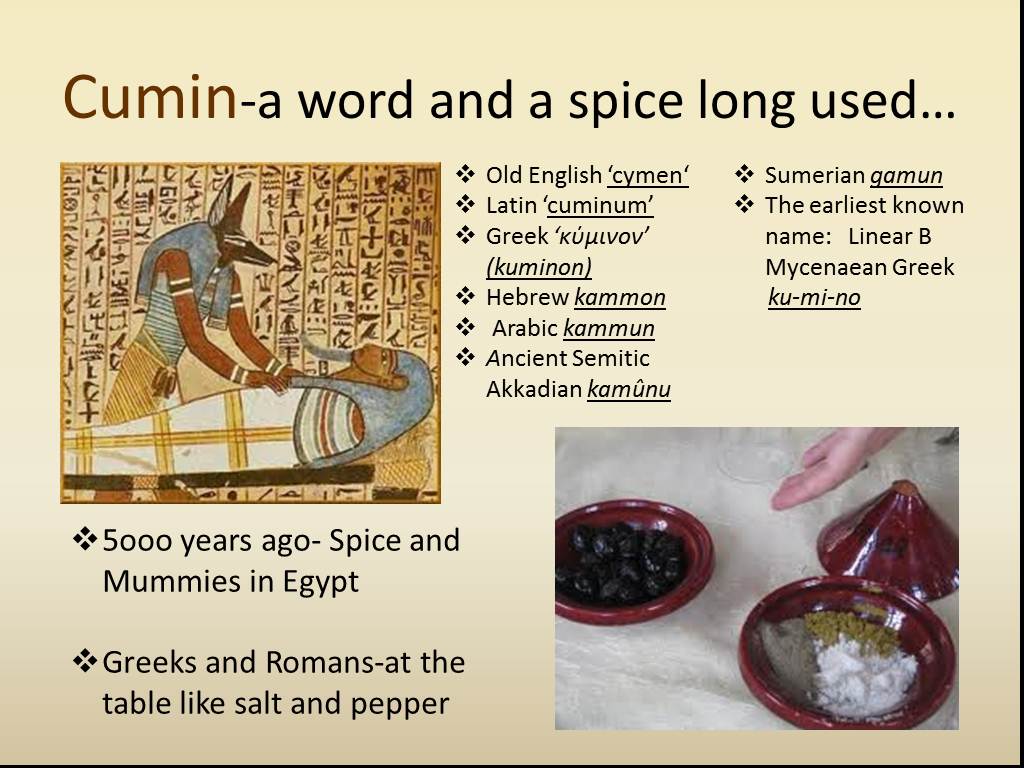 Cumin-a word and a spice long used…
❖ Old English ‘cymen‘
❖ Latin ‘cuminum’
❖ Greek ‘κύμινον’
(kuminon)
❖ Hebrew kammon
❖ Arabic kammun
❖ Ancient Semitic
Akkadian kamûnu
❖ Sumerian gamun
❖ The earliest known
name: Linear B
Mycenaean Greek
ku-mi-no
❖5ooo years ago- Spice and
Mummies in Egypt
❖Greeks and Romans-at the
table like salt and pepper